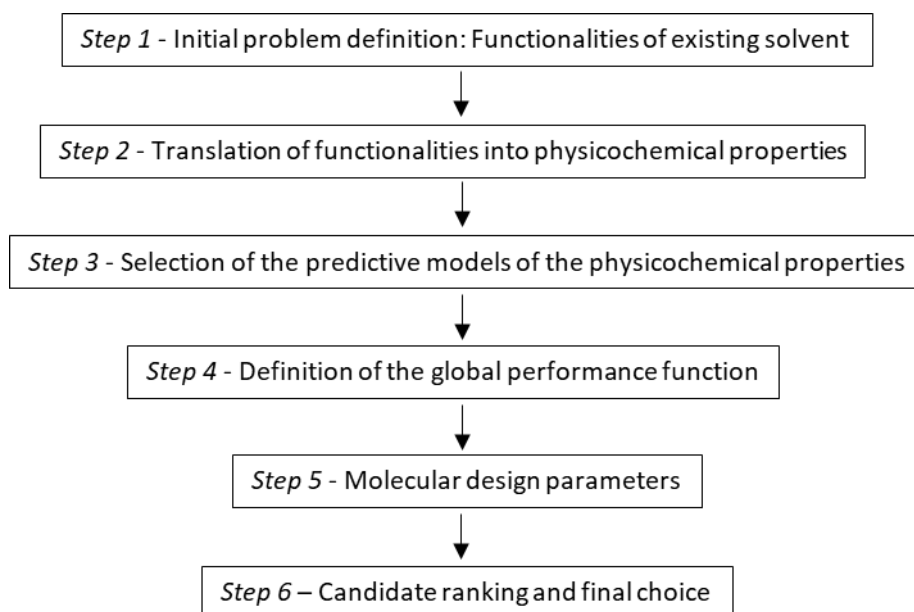 Step 1 - Initial problem definition: Functionalities of existing solvent
Step 2 - Translation of functionalities into physicochemical properties
Step 3 - Selection of the predictive models of the physicochemical properties
Step 4 - Definition of the global performance function
Step 5 - Molecular design parameters
Step 6 – Candidate ranking and final choice